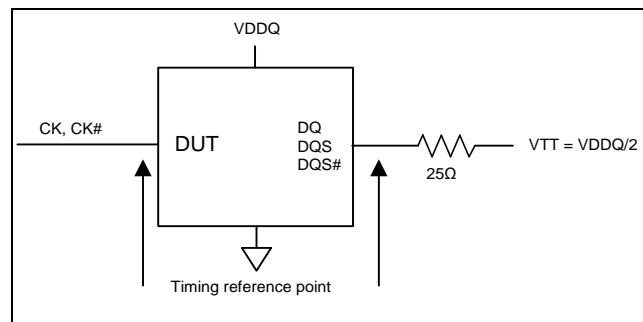 VDDQ
CK, CK#
DUT
DQ
DQS
DQS#
VTT = VDDQ/2
25Ω
Timing reference point